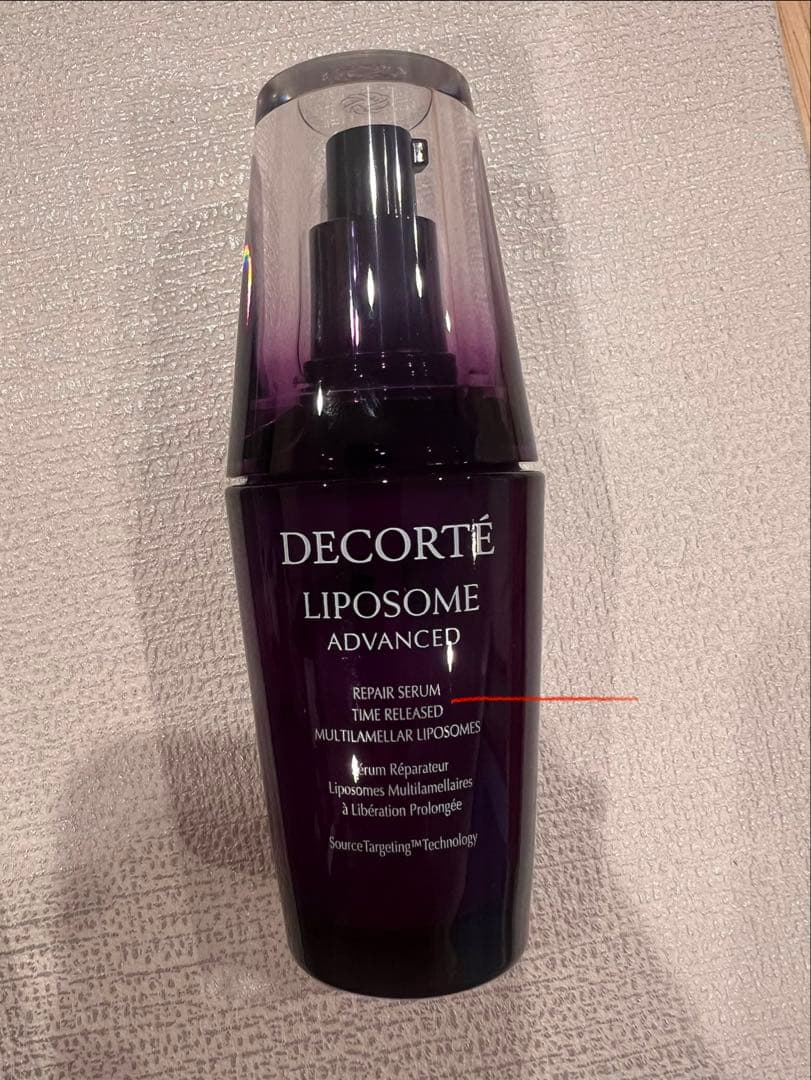 DECORTÉ
LIPOSOME
ADVANCED
REPAIR SERUM
TIME RELEASED
MULTILAMELLAR LIPOSOMES
Sérum Réparateur
Liposomes Multilamellaires
à Libération Prolongée
SourceTargeting™Technology